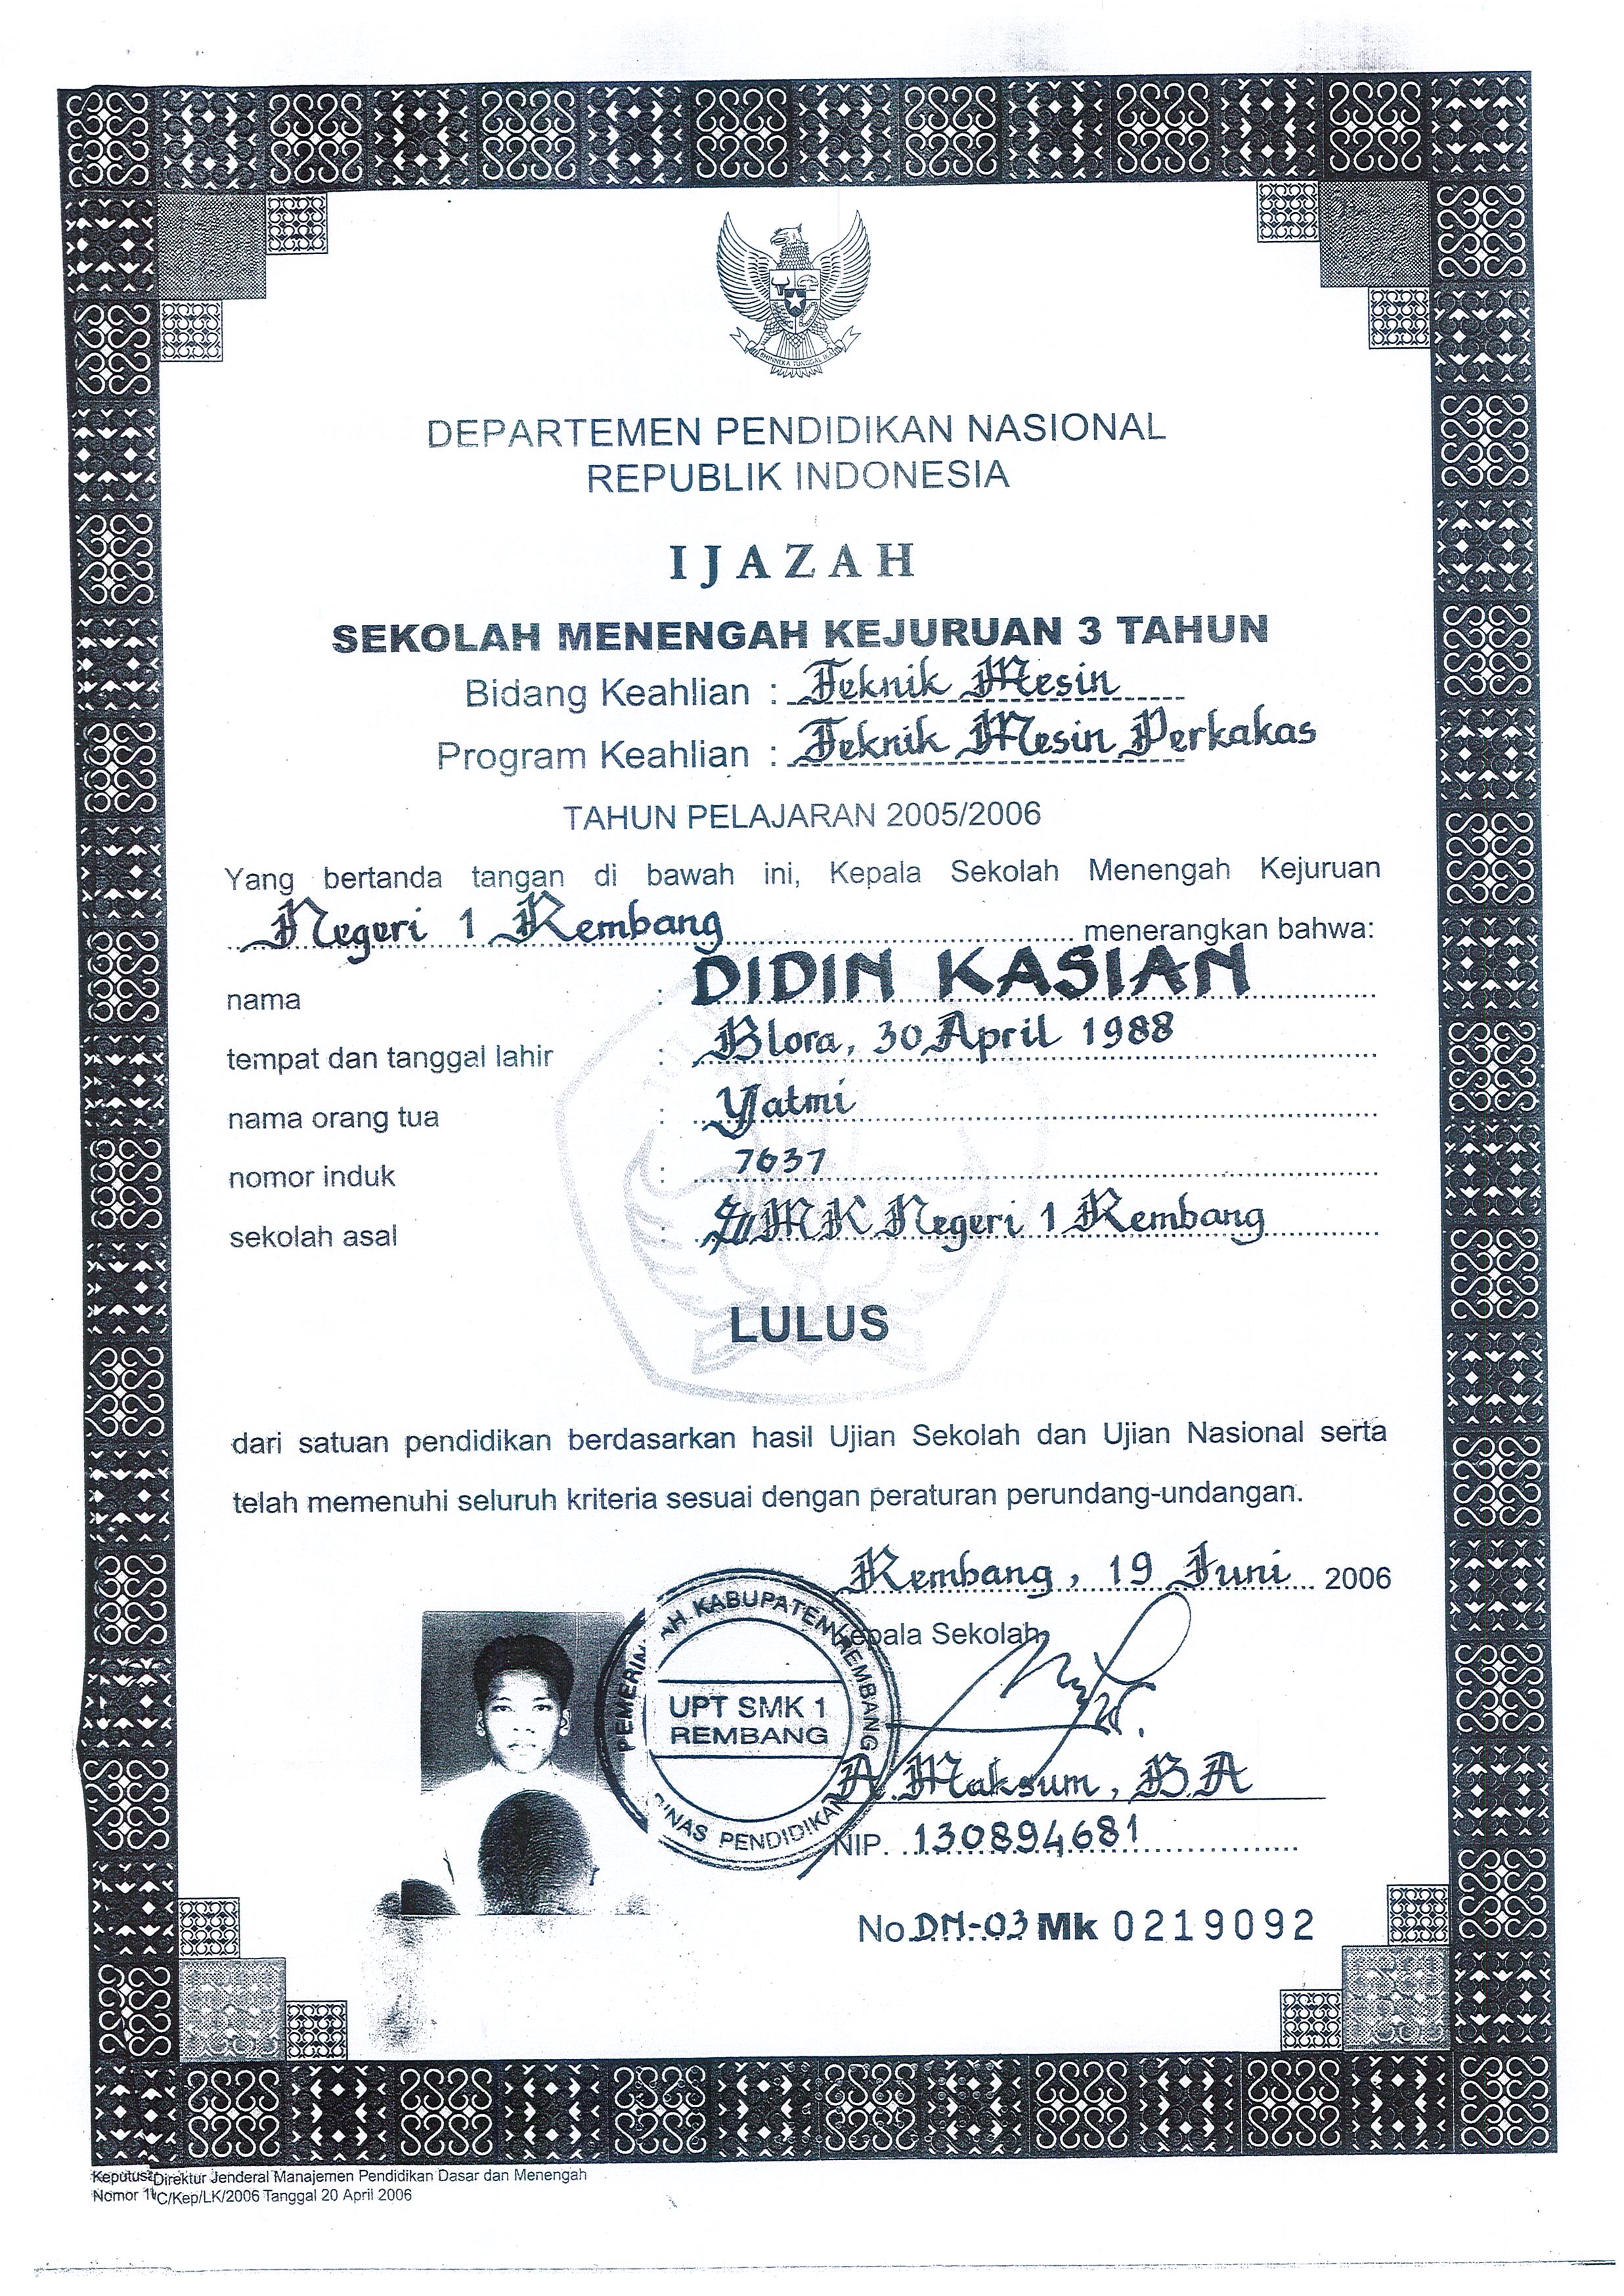 BHINNEKA TUNGGAL IKA
DEPARTEMEN PENDIDIKAN NASIONAL
REPUBLIK INDONESIA
IJAZAH
SEKOLAH MENENGAH KEJURUAN 3 TAHUN
Bidang Keahlian : Teknik Mesin
Program Keahlian : Teknik Mesin Perkakas
TAHUN PELAJARAN 2005/2006
Yang bertanda tangan di bawah ini, Kepala Sekolah Menengah Kejuruan
Negeri 1 Rembang menerangkan bahwa:
nama : DIDIN KASIAN
tempat dan tanggal lahir : Blora, 30 April 1988
nama orang tua : Yatmi
nomor induk : 7637
sekolah asal : SMK Negeri 1 Rembang
LULUS
dari satuan pendidikan berdasarkan hasil Ujian Sekolah dan Ujian Nasional serta
telah memenuhi seluruh kriteria sesuai dengan peraturan perundang-undangan.
Rembang, 19 Juni 2006
Kepala Sekolah
PEMERINTAH KABUPATEN REMBANG
UPT SMK 1
REMBANG
DINAS PENDIDIKAN
A. Maksum, B.A
NIP. 130894681
No DN-03 Mk 0219092
Direktur Jenderal Manajemen Pendidikan Dasar dan Menengah
Nomor C/Kep/LK/2006 Tanggal 20 April 2006